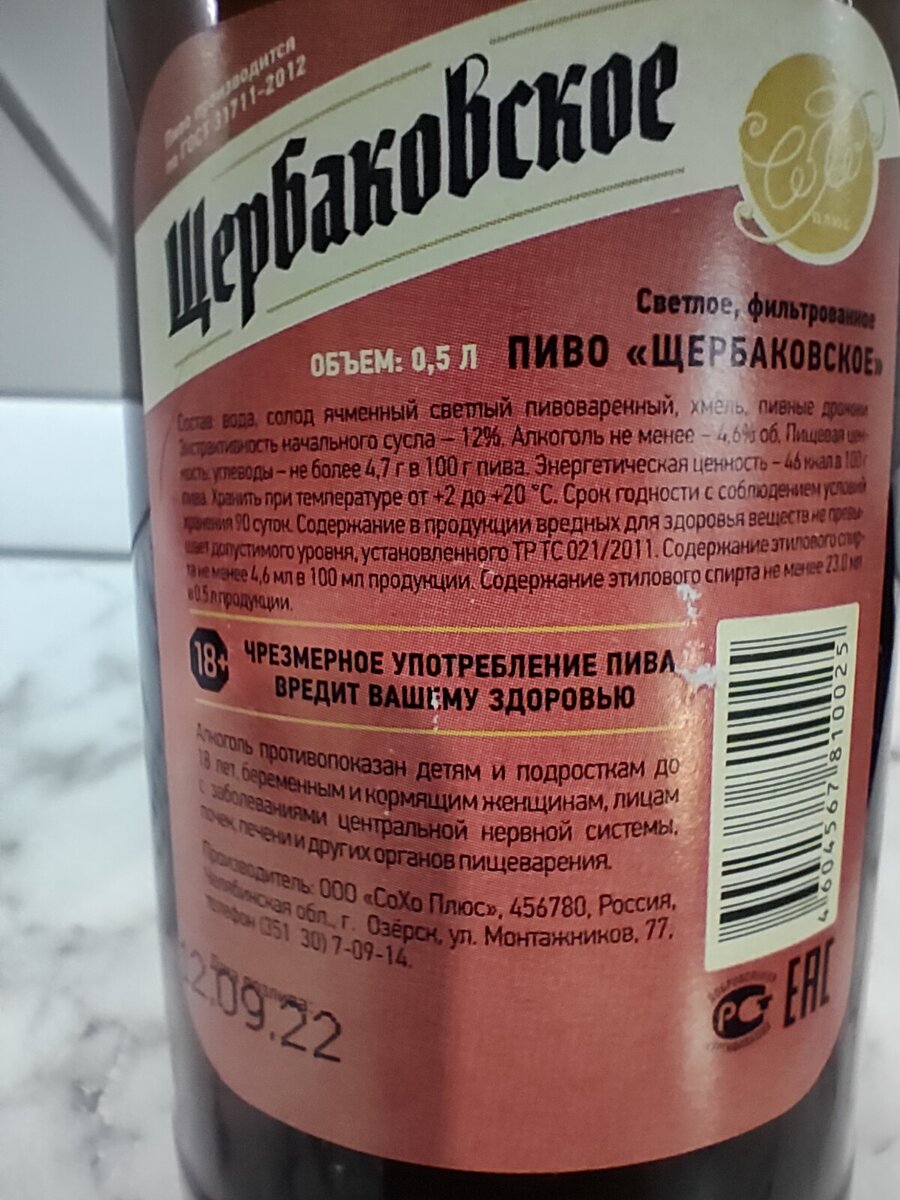 Пиво производится
по ГОСТ 31711-2012
Щербаковское
плюс
Светлое, фильтрованное
ОБЪЕМ: 0,5 Л ПИВО «ЩЕРБАКОВСКОЕ»
Состав: вода, солод ячменный светлый пивоваренный, хмель, пивные дрожжи
Экстрактивность начального сусла – 12%. Алкоголь не менее – 4,6% об. Пищевая цен-
ность: углеводы – не более 4,7 г в 100 г пива. Энергетическая ценность – 46 ккал в 100 г
пива. Хранить при температуре от +2 до +20 °С. Срок годности с соблюдением условий
хранения 90 суток. Содержание в продукции вредных для здоровья веществ не превы-
шает допустимого уровня, установленного ТР ТС 021/2011. Содержание этилового спир-
та не менее 4,6 мл в 100 мл продукции. Содержание этилового спирта не менее 23.0 мл
в 0.5 л продукции.
18+ ЧРЕЗМЕРНОЕ УПОТРЕБЛЕНИЕ ПИВА
ВРЕДИТ ВАШЕМУ ЗДОРОВЬЮ
Алкоголь противопоказан детям и подросткам до
18 лет, беременным и кормящим женщинам, лицам
с заболеваниями центральной нервной системы,
почек, печени и других органов пищеварения.
Производитель: ООО «СоХо Плюс», 456780, Россия,
Челябинская обл., г. Озёрск, ул. Монтажников, 77,
телефон (351 30) 7-09-14.
Дата розлива:
12.09.22
4 604567 810025
ДОБРОВОЛЬНАЯ
РСТ
СЕРТИФИКАЦИЯ
EAC